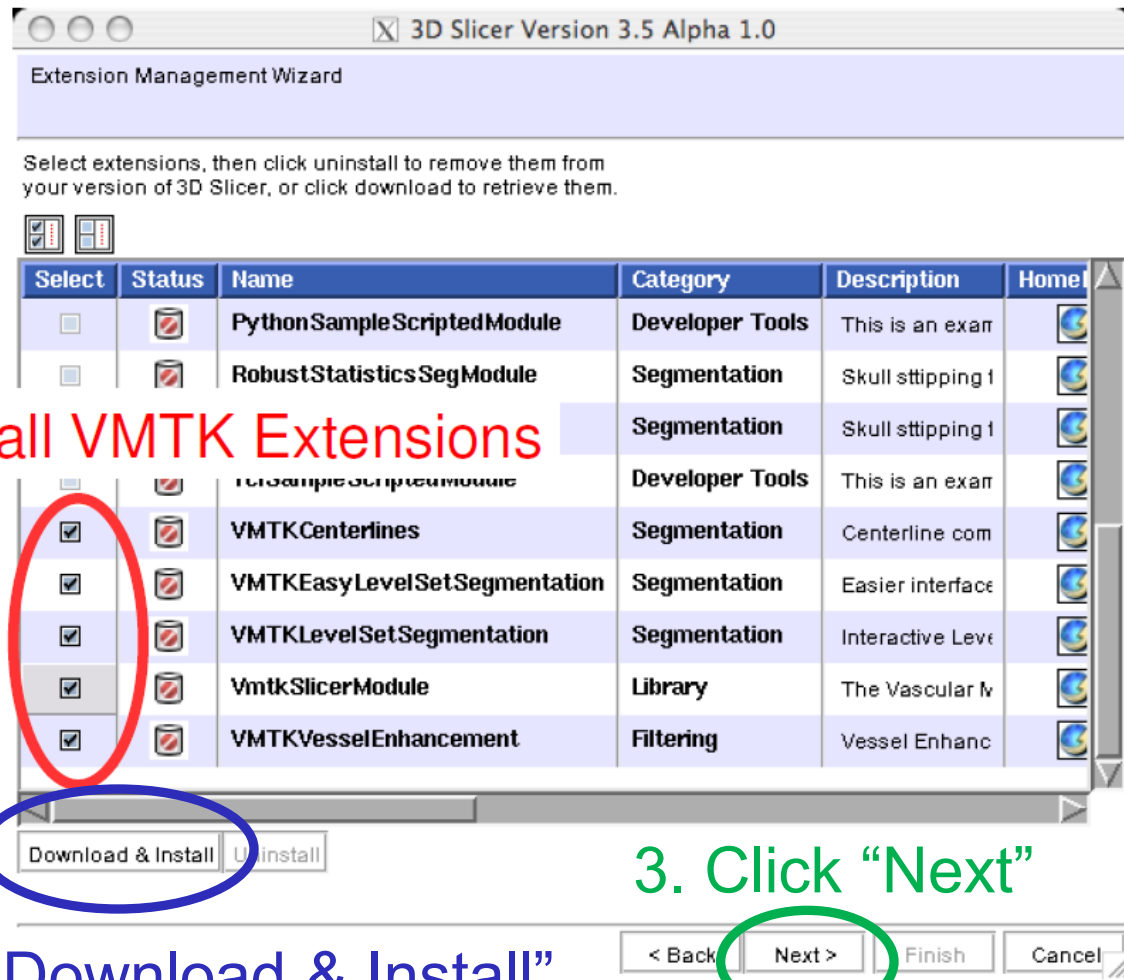 3D Slicer Version 3.5 Alpha 1.0
Extension Management Wizard
Select extensions, then click uninstall to remove them from
your version of 3D Slicer, or click download to retrieve them.
Select Status Name Category Description
PythonSampleScriptedModule Developer Tools This is an exam
RobustStatisticsSegModule Segmentation Skull sttipping
all VMTK Extensions
Segmentation Skull sttipping
TclSampleScriptedModule Developer Tools This is an exam
VMTKCenterlines Segmentation Centerline com
VMTKEasyLevelSetSegmentation Segmentation Easier interface
VMTKLevelSetSegmentation Segmentation Interactive Leve
VmtkSlicerModule Library The Vascular
VMTKVesselEnhancement Filtering Vessel Enhanc
Download & Install Uninstall
3. Click “Next”
Download & Install”
< Back Next > Finish Cancel